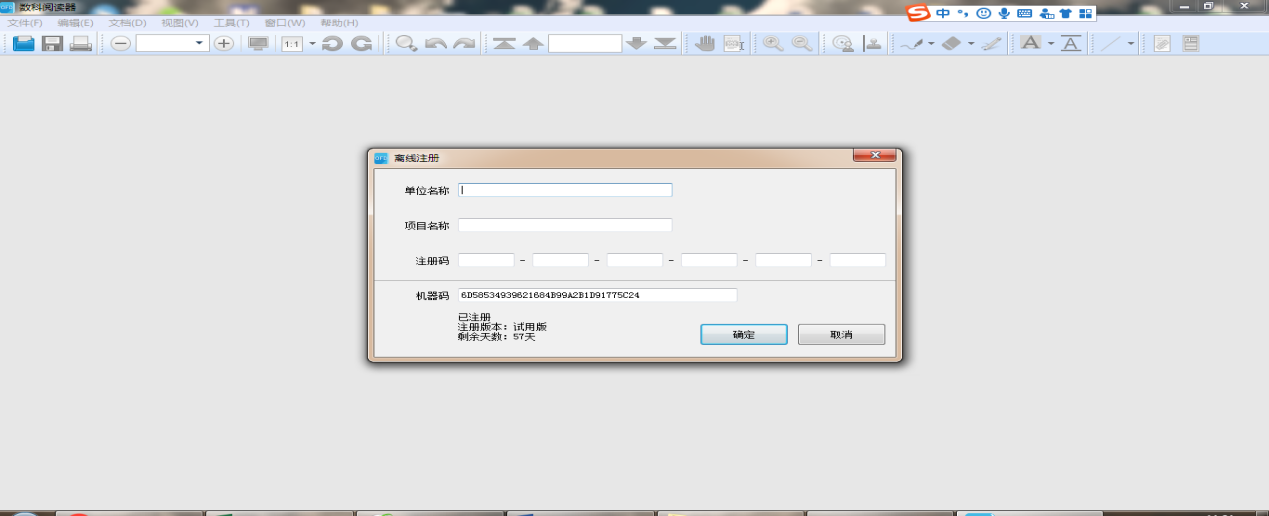 数科阅读器
中
文件(F) 编辑(E) 文档(D) 视图(V) 工具(T) 窗口(W) 帮助(H)
1:1
离线注册
单位名称
项目名称
注册码 - - - - -
机器码 6D58534939621684B99A2B1D91775C24
已注册
注册版本：试用版
剩余天数：57天
确定 取消